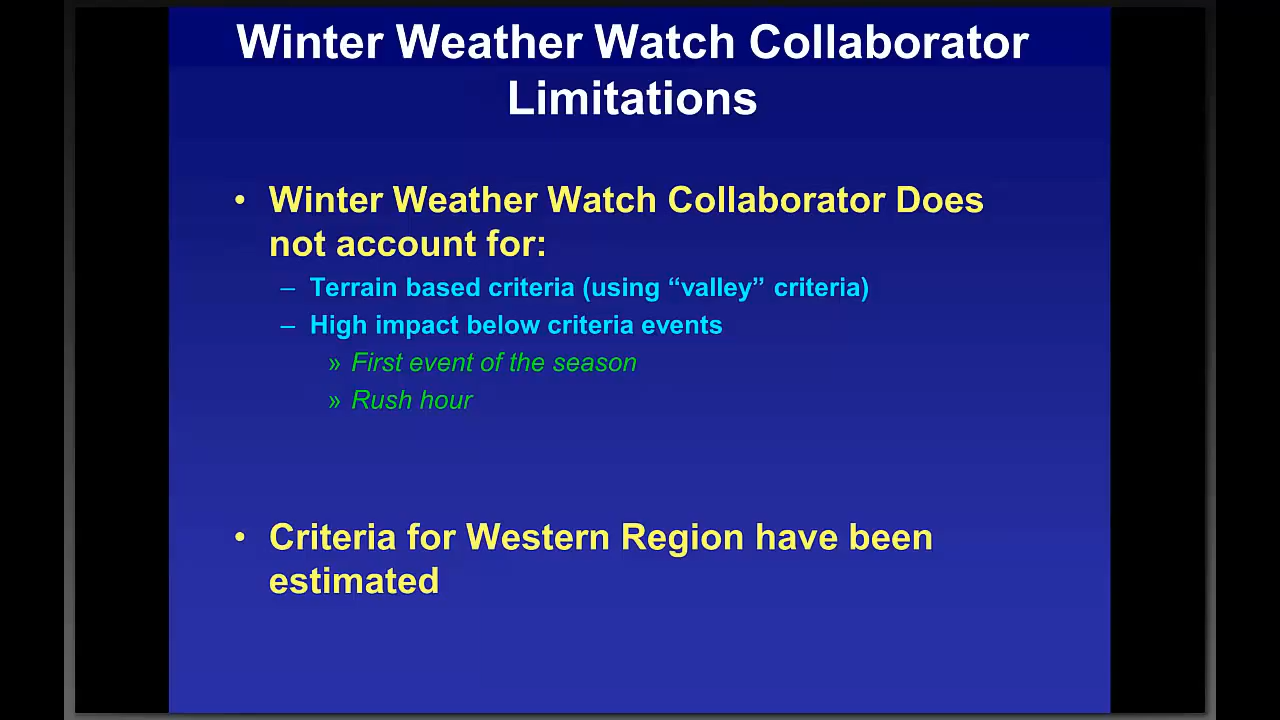 Winter Weather Watch Collaborator
Limitations
• Winter Weather Watch Collaborator Does
not account for:
– Terrain based criteria (using “valley” criteria)
– High impact below criteria events
» First event of the season
» Rush hour
• Criteria for Western Region have been
estimated